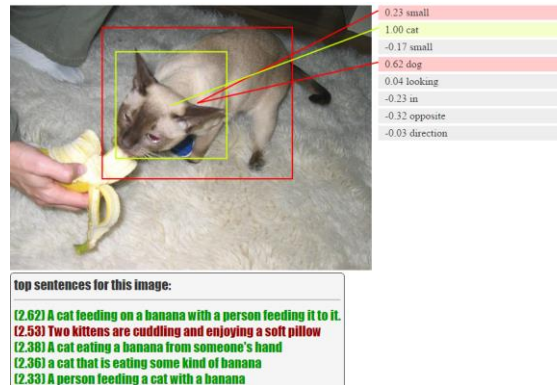 0.23 small
1.00 cat
-0.17 small
0.62 dog
0.04 looking
-0.23 in
-0.32 opposite
-0.03 direction
top sentences for this image:
(2.62) A cat feeding on a banana with a person feeding it to it.
(2.53) Two kittens are cuddling and enjoying a soft pillow
(2.38) A cat eating a banana from someone's hand
(2.36) a cat that is eating some kind of banana
(2.33) A person feeding a cat with a banana